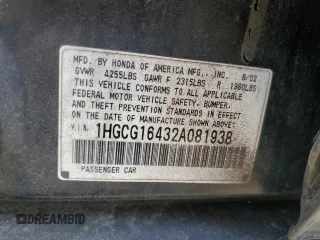 MFD. BY HONDA OF AMERICA MFG., INC. 8/02
GVWR 4255LBS GAWR F 2315LBS R 1960LBS
THIS VEHICLE CONFORMS TO ALL APPLICABLE
FEDERAL MOTOR VEHICLE SAFETY, BUMPER, AND
THEFT PREVENTION STANDARDS IN EFFECT
ON THE DATE OF MANUFACTURE SHOWN ABOVE.
V.I.N. 1HGCG16432A081938
PASSENGER CAR
DREAMBID